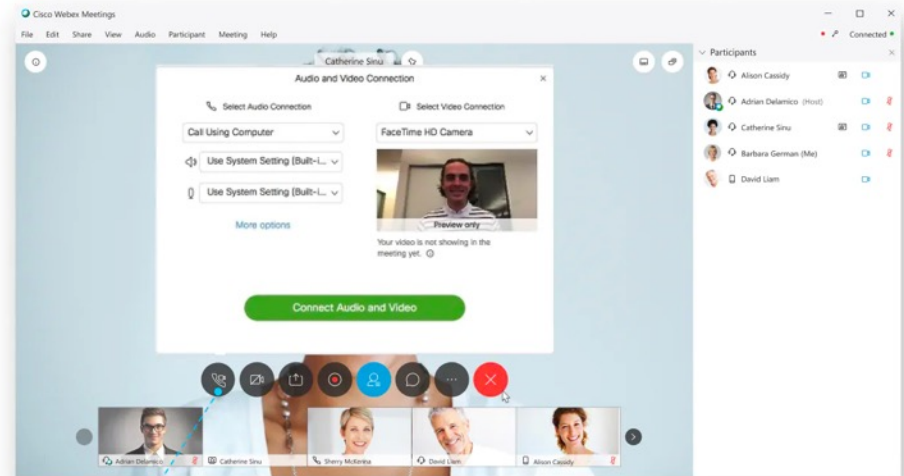 Cisco Webex Meetings
File Edit Share View Audio Participant Meeting Help
Connected
Catherine Sinu
Audio and Video Connection
Select Audio Connection
Select Video Connection
Call Using Computer
FaceTime HD Camera
Use System Setting (Built-i...
Use System Setting (Built-i...
More options
Preview only
Your video is not showing in the
meeting yet.
Connect Audio and Video
Participants
Alison Cassidy
Adrian Delamico (Host)
Catherine Sinu
Barbara German (Me)
David Liam
Adrian Delamico
Catherine Sinu
Sherry McKenna
David Liam
Alison Cassidy